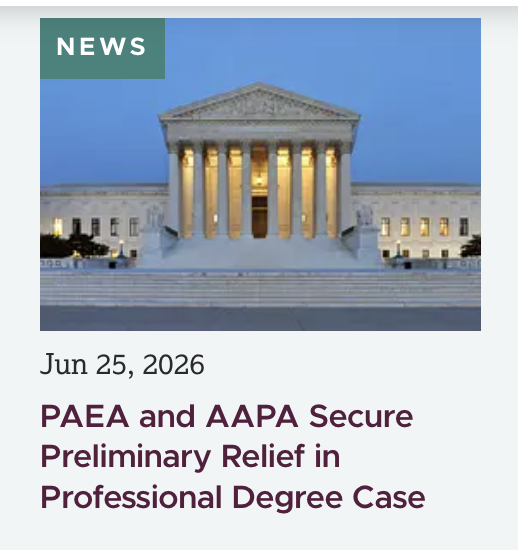 NEWS
Jun 25, 2026
PAEA and AAPA Secure
Preliminary Relief in
Professional Degree Case